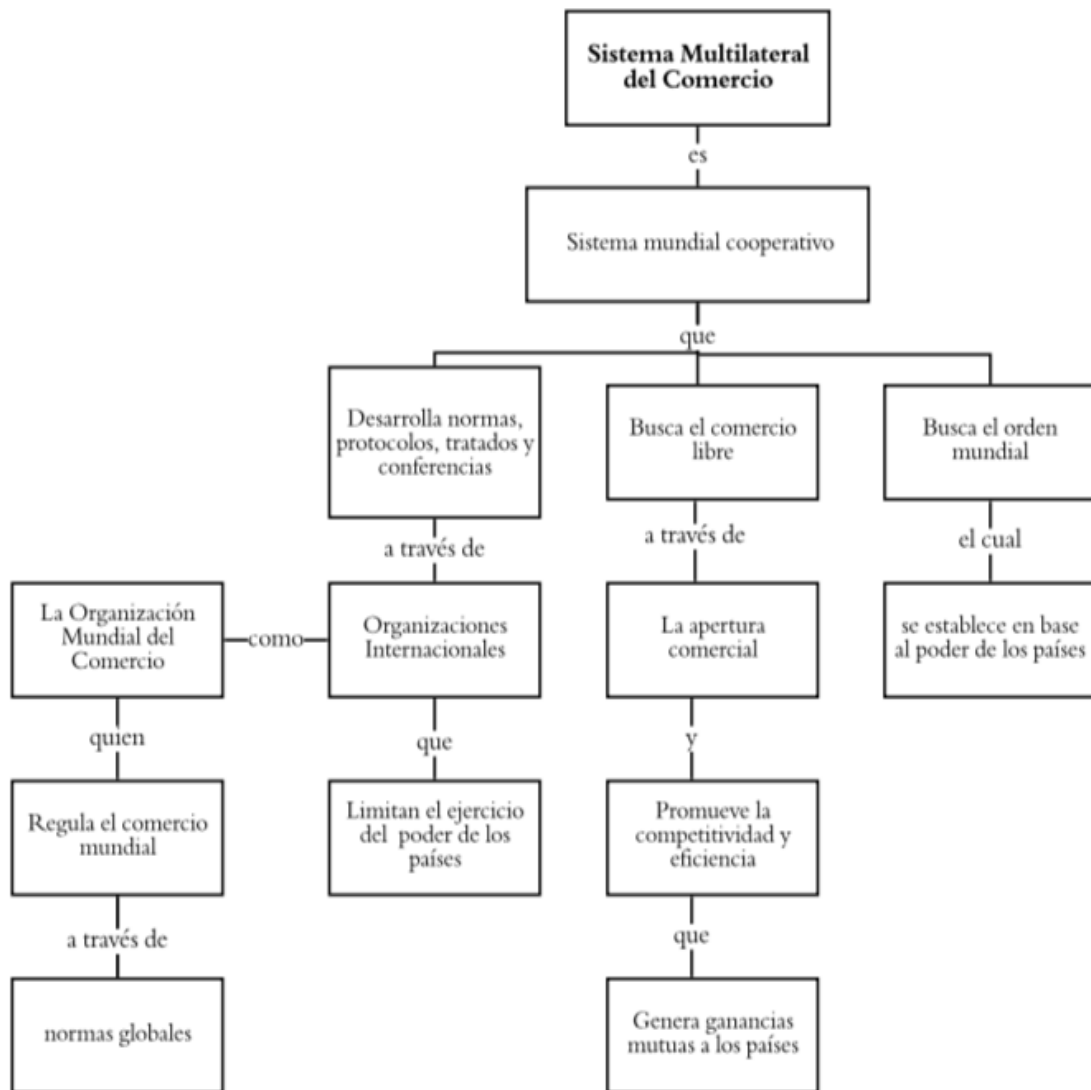 Sistema Multilateral
del Comercio
es
Sistema mundial cooperativo
que
Desarrolla normas,
protocolos, tratados y
conferencias
Busca el comercio
libre
Busca el orden
mundial
a través de
a través de
el cual
La Organización
Mundial del
Comercio
como
Organizaciones
Internacionales
La apertura
comercial
se establece en base
al poder de los países
quien
que
y
Regula el comercio
mundial
Limitan el ejercicio
del poder de los
países
Promueve la
competitividad y
eficiencia
a través de
que
normas globales
Genera ganancias
mutuas a los países